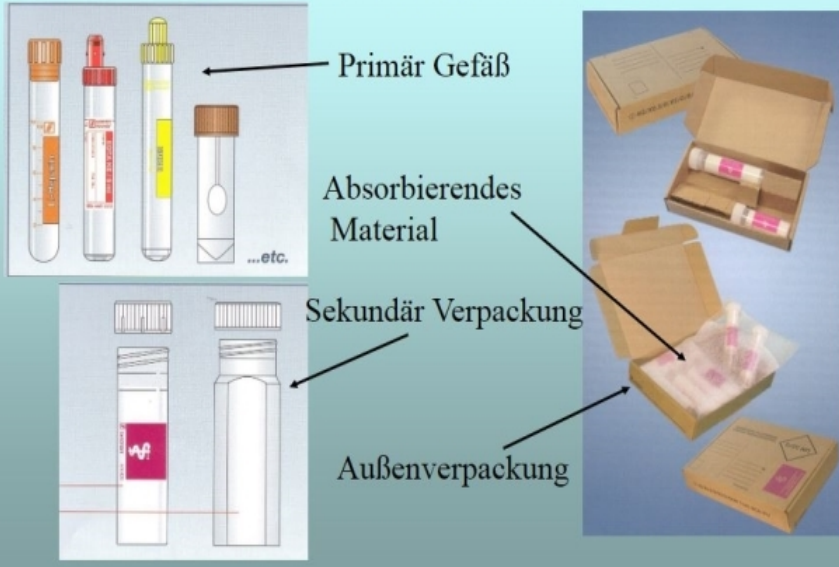 Primär Gefäß
...etc.
Absorbierendes
Material
Sekundär Verpackung
Außenverpackung